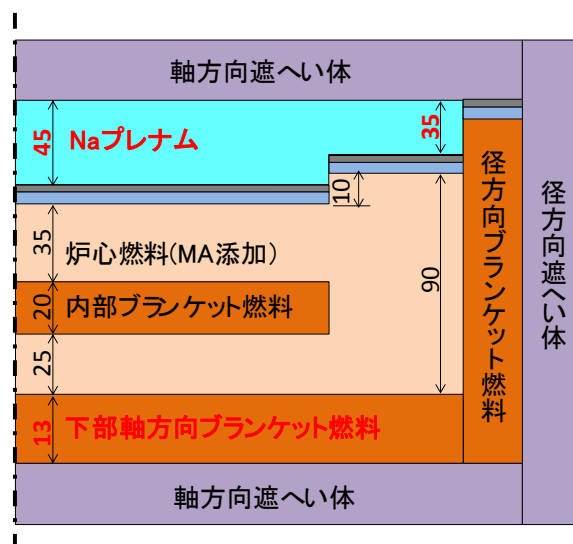 軸方向遮へい体
45
Naプレナム
35
10
35
炉心燃料(MA添加)
20
内部ブランケット燃料
90
25
13
下部軸方向ブランケット燃料
軸方向遮へい体
径方向ブランケット燃料
径方向遮へい体